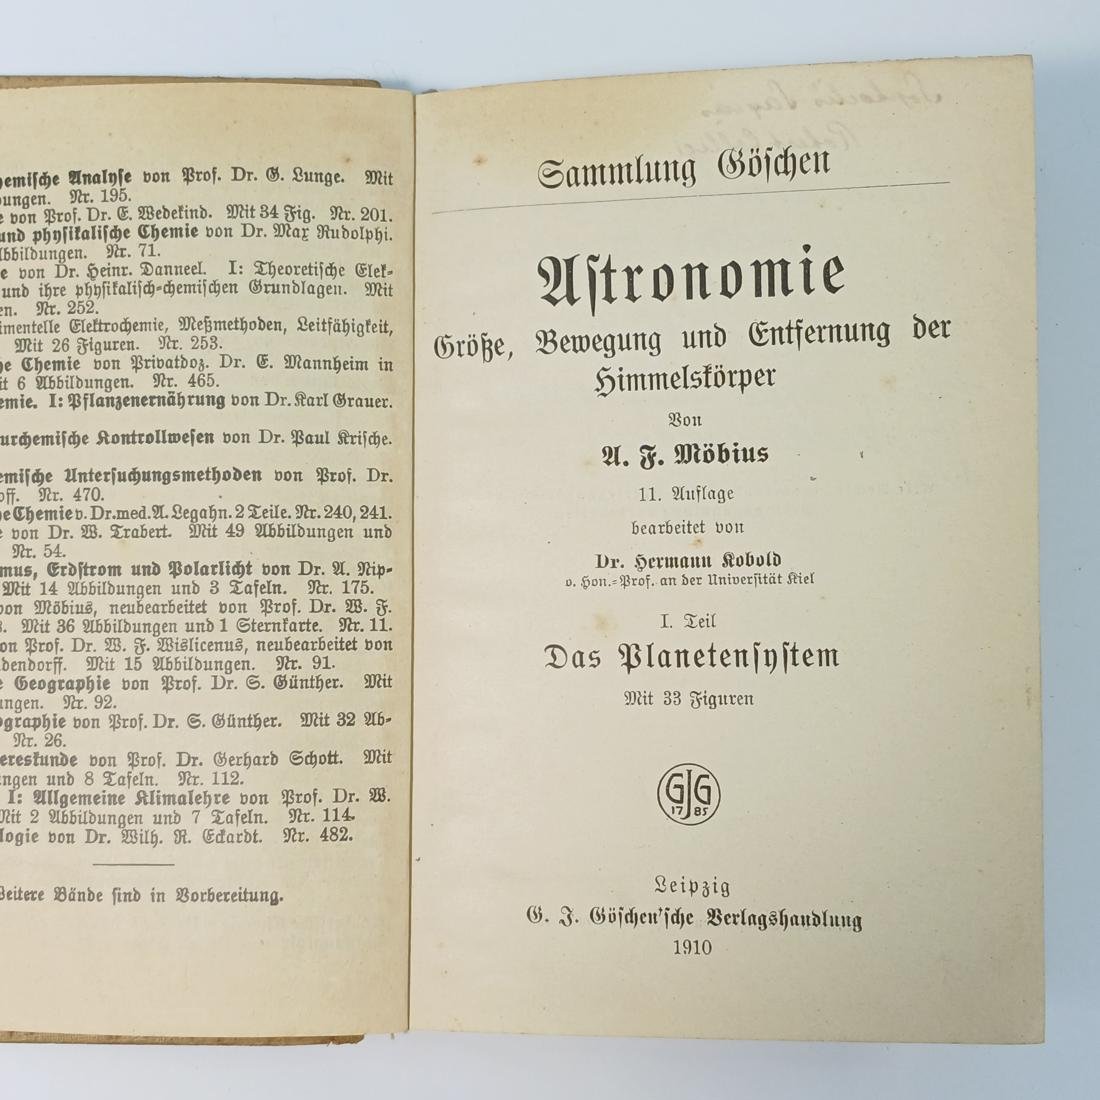 hemische Analyse von Prof. Dr. G. Lunge. Mit
bungen. Nr. 195.
e von Prof. Dr. E. Wedekind. Mit 34 Fig. Nr. 201.
und physikalische Chemie von Dr. Max Rudolphi.
Abbildungen. Nr. 71.
e von Dr. Heinr. Danneel. I: Theoretische Elek-
und ihre physikalisch-chemischen Grundlagen. Mit
en. Nr. 252.
imentelle Elektrochemie, Meßmethoden, Leitfähigkeit,
Mit 26 Figuren. Nr. 253.
he Chemie von Privatdoz. Dr. E. Mannheim in
it 6 Abbildungen. Nr. 465.
emie. I: Pflanzenernährung von Dr. Karl Grauer.
urchemische Kontrollwesen von Dr. Paul Krische.
emische Untersuchungsmethoden von Prof. Dr.
off. Nr. 470.
he Chemie v. Dr. med. A. Legahn. 2 Teile. Nr. 240, 241.
e von Dr. W. Trabert. Mit 49 Abbildungen und
Nr. 54.
mus, Erdstrom und Polarlicht von Dr. A. Nip-
Mit 14 Abbildungen und 3 Tafeln. Nr. 175.
von Möbius, neubearbeitet von Prof. Dr. W. F.
s. Mit 36 Abbildungen und 1 Sternkarte. Nr. 11.
on Prof. Dr. W. F. Wislicenus, neubearbeitet von
dendorff. Mit 15 Abbildungen. Nr. 91.
e Geographie von Prof. Dr. S. Günther. Mit
ungen. Nr. 92.
ographie von Prof. Dr. S. Günther. Mit 32 Ab-
Nr. 26.
ereskunde von Prof. Dr. Gerhard Schott. Mit
ungen und 8 Tafeln. Nr. 112.
I: Allgemeine Klimalehre von Prof. Dr. W.
Mit 2 Abbildungen und 7 Tafeln. Nr. 114.
logie von Dr. Wilh. R. Eckardt. Nr. 482.
Weitere Bände sind in Vorbereitung.
Sammlung Göschen
Astronomie
Größe, Bewegung und Entfernung der
Himmelskörper
Von
A. F. Möbius
11. Auflage
bearbeitet von
Dr. Hermann Kobold
o. Hon.-Prof. an der Universität Kiel
I. Teil
Das Planetensystem
Mit 33 Figuren
GJG
1785
Leipzig
G. J. Göschen'sche Verlagshandlung
1910